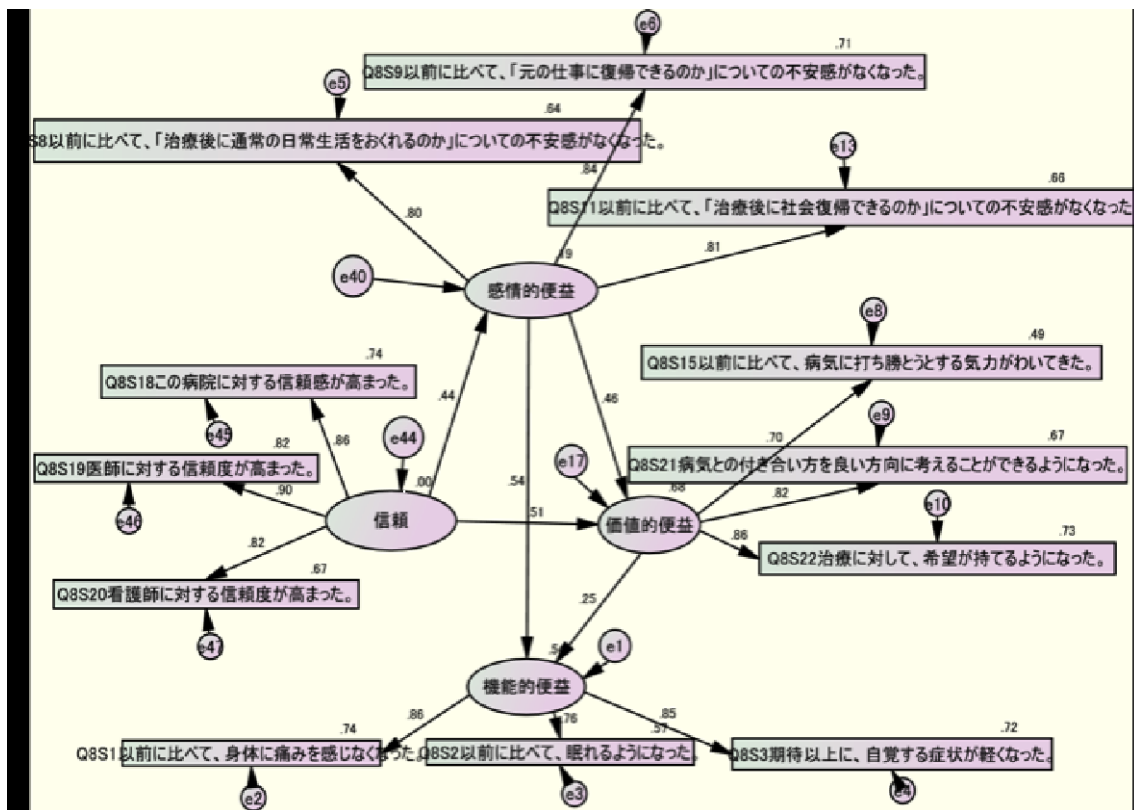 e6
.71
Q8S9以前に比べて、「元の仕事に復帰できるのか」についての不安感がなくなった。
e5
.64
S8以前に比べて、「治療後に通常の日常生活をおくれるのか」についての不安感がなくなった。
e13
.84
.66
Q8S11以前に比べて、「治療後に社会復帰できるのか」についての不安感がなくなった
.80
.81
.19
e40
感情的便益
e8
.49
Q8S15以前に比べて、病気に打ち勝とうとする気力がわいてきた。
.74
Q8S18この病院に対する信頼感が高まった。
.44
.46
e9
e45
.86
e44
.70
.67
.82
Q8S19医師に対する信頼度が高まった。
e17
Q8S21病気との付き合い方を良い方向に考えることができるようになった。
.90
.00
.54
.68
.82
e10
e46
信頼
.51
価値的便益
.86
.73
.82
Q8S22治療に対して、希望が持てるようになった。
.67
Q8S20看護師に対する信頼度が高まった。
.25
e47
e1
機能的便益
.86
.76
.85
.74
.57
.72
Q8S1以前に比べて、身体に痛みを感じなくなった。
Q8S2以前に比べて、眠れるようになった。
Q8S3期待以上に、自覚する症状が軽くなった。
e2
e3
e4